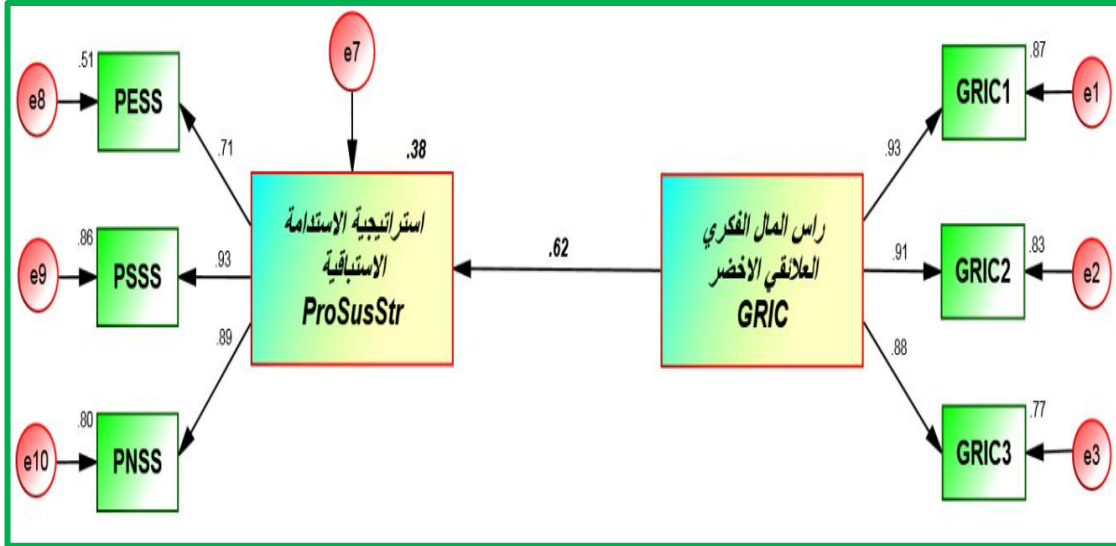 e7
e8
.51
PESS
.71
e9
.86
PSSS
.93
e10
.80
PNSS
.89
.38
استراتيجية الاستدامة
الاستباقية
ProSusStr
.62
راس المال الفكري
العلائقي الاخضر
GRIC
.93
GRIC1
.87
e1
.91
GRIC2
.83
e2
.88
GRIC3
.77
e3